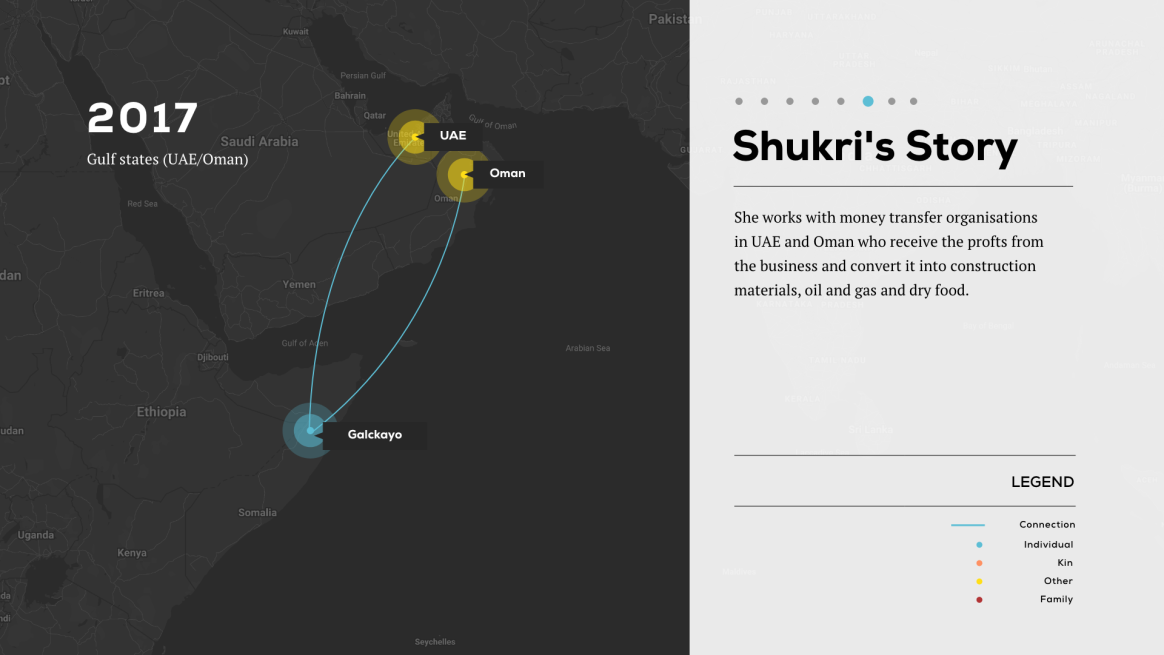 Pakistan
Kuwait
Persian Gulf
Bahrain
Qatar
Gulf of Oman
2017
Gulf states (UAE/Oman)
Saudi Arabia
UAE
Oman
Oman
Red Sea
Yemen
Eritrea
Gulf of Aden
Djibouti
Arabian Sea
Ethiopia
Galckayo
Somalia
Uganda
Kenya
Seychelles
Shukri's Story
She works with money transfer organisations
in UAE and Oman who receive the profts from
the business and convert it into construction
materials, oil and gas and dry food.
LEGEND
Connection
Individual
Kin
Other
Family